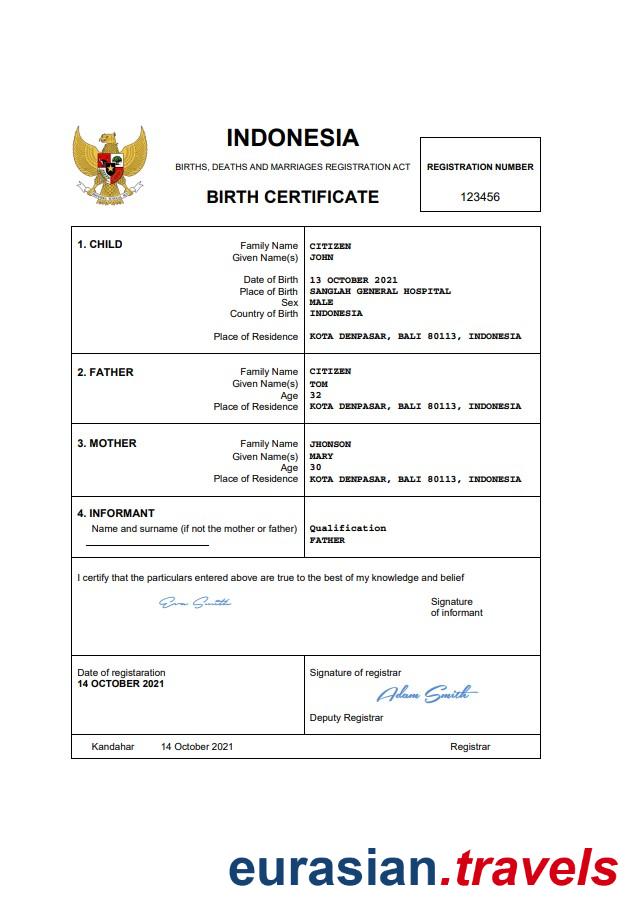 INDONESIA
BIRTHS, DEATHS AND MARRIAGES REGISTRATION ACT
BIRTH CERTIFICATE
REGISTRATION NUMBER
123456
1. CHILD
Family Name CITIZEN
Given Name(s) JOHN
Date of Birth 13 OCTOBER 2021
Place of Birth SANGLAH GENERAL HOSPITAL
Sex MALE
Country of Birth INDONESIA
Place of Residence KOTA DENPASAR, BALI 80113, INDONESIA
2. FATHER
Family Name CITIZEN
Given Name(s) TOM
Age 32
Place of Residence KOTA DENPASAR, BALI 80113, INDONESIA
3. MOTHER
Family Name JHONSON
Given Name(s) MARY
Age 30
Place of Residence KOTA DENPASAR, BALI 80113, INDONESIA
4. INFORMANT
Name and surname (if not the mother or father) Qualification
FATHER
I certify that the particulars entered above are true to the best of my knowledge and belief
Eva Smith
Signature
of informant
Date of registaration
14 OCTOBER 2021
Signature of registrar
Adam Smith
Deputy Registrar
Kandahar 14 October 2021 Registrar
eurasian.travels